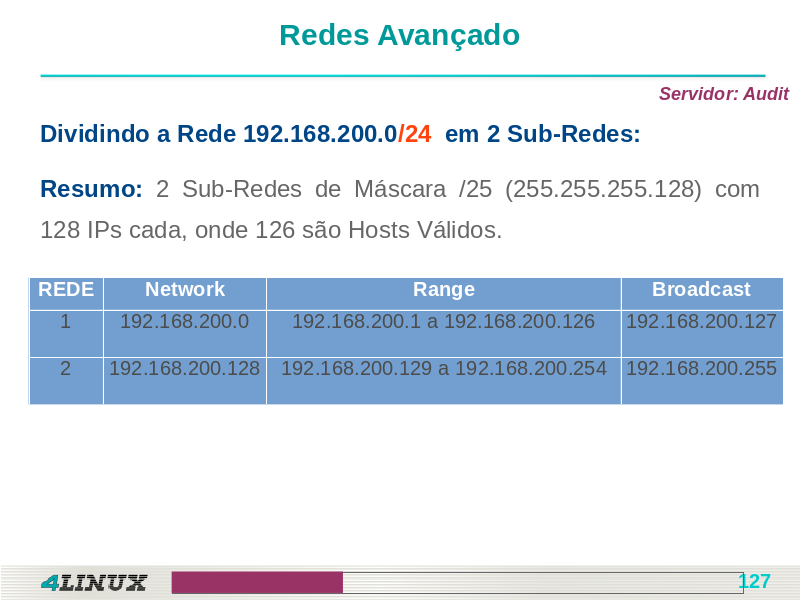 Redes Avançado
Servidor: Audit
Dividindo a Rede 192.168.200.0/24 em 2 Sub-Redes:
Resumo: 2 Sub-Redes de Máscara /25 (255.255.255.128) com
128 IPs cada, onde 126 são Hosts Válidos.
REDE Network Range Broadcast
1 192.168.200.0 192.168.200.1 a 192.168.200.126 192.168.200.127
2 192.168.200.128 192.168.200.129 a 192.168.200.254 192.168.200.255
4LINUX 127